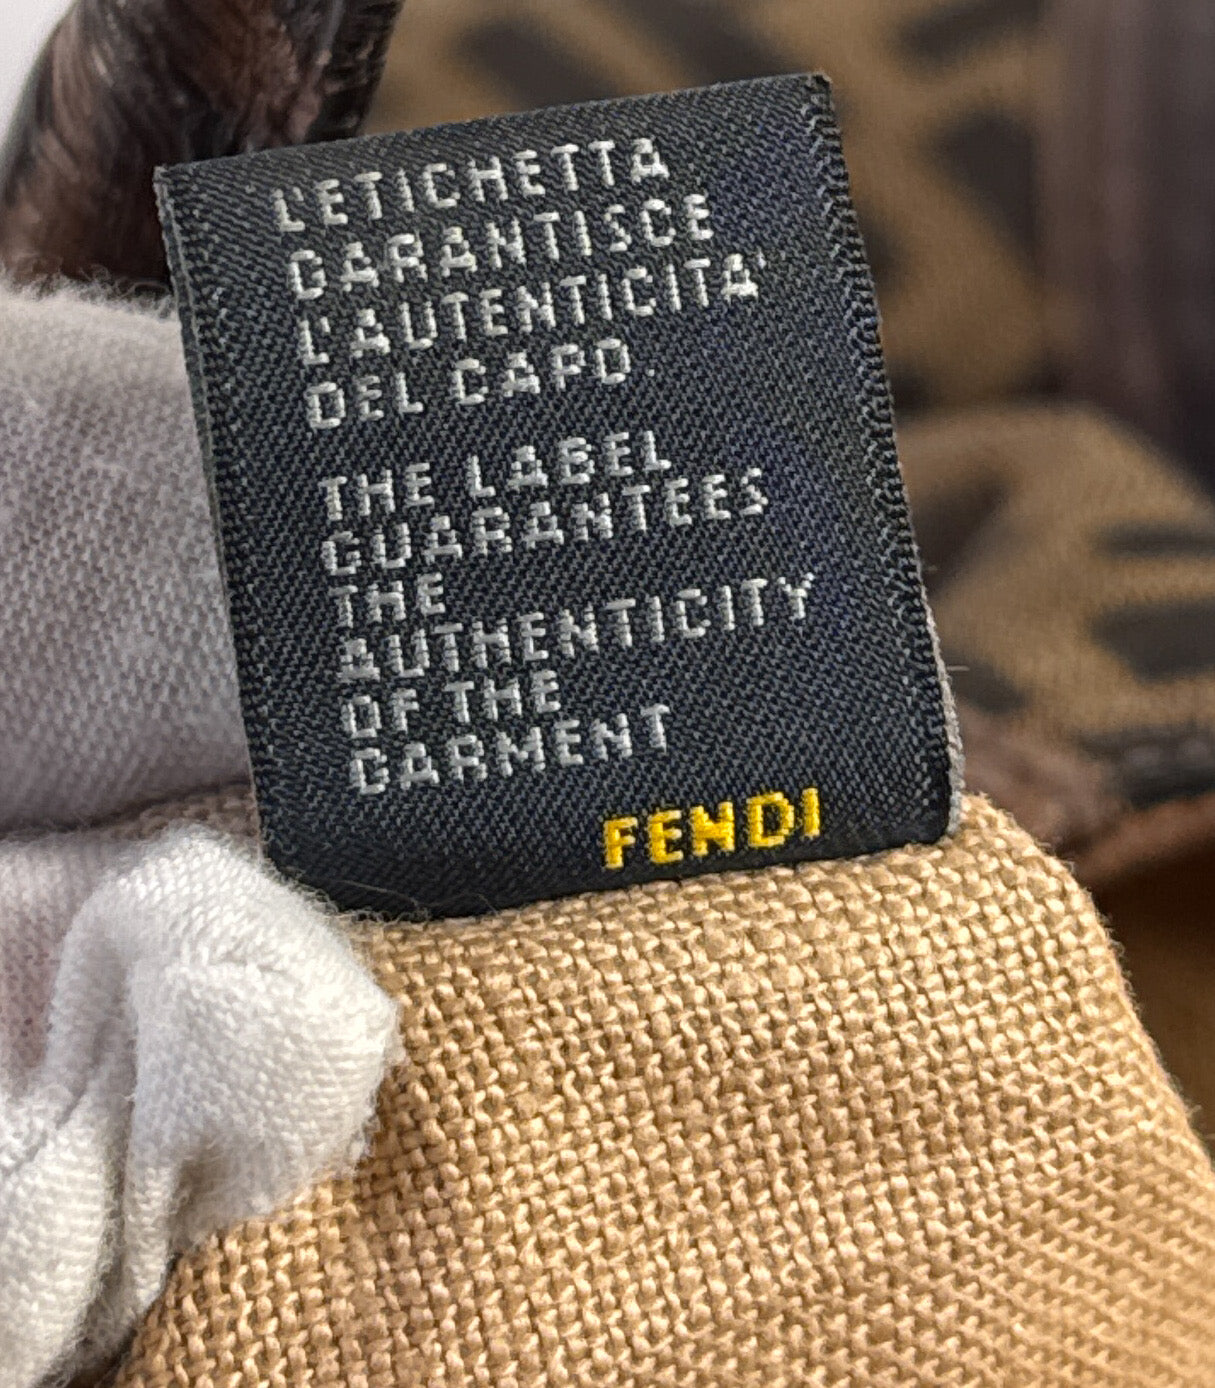 L'ETICHETTA
GARANTISCE
L'AUTENTICITA'
DEL CAPO.
THE LABEL
GUARANTEES
THE
AUTHENTICITY
OF THE
GARMENT
FENDI